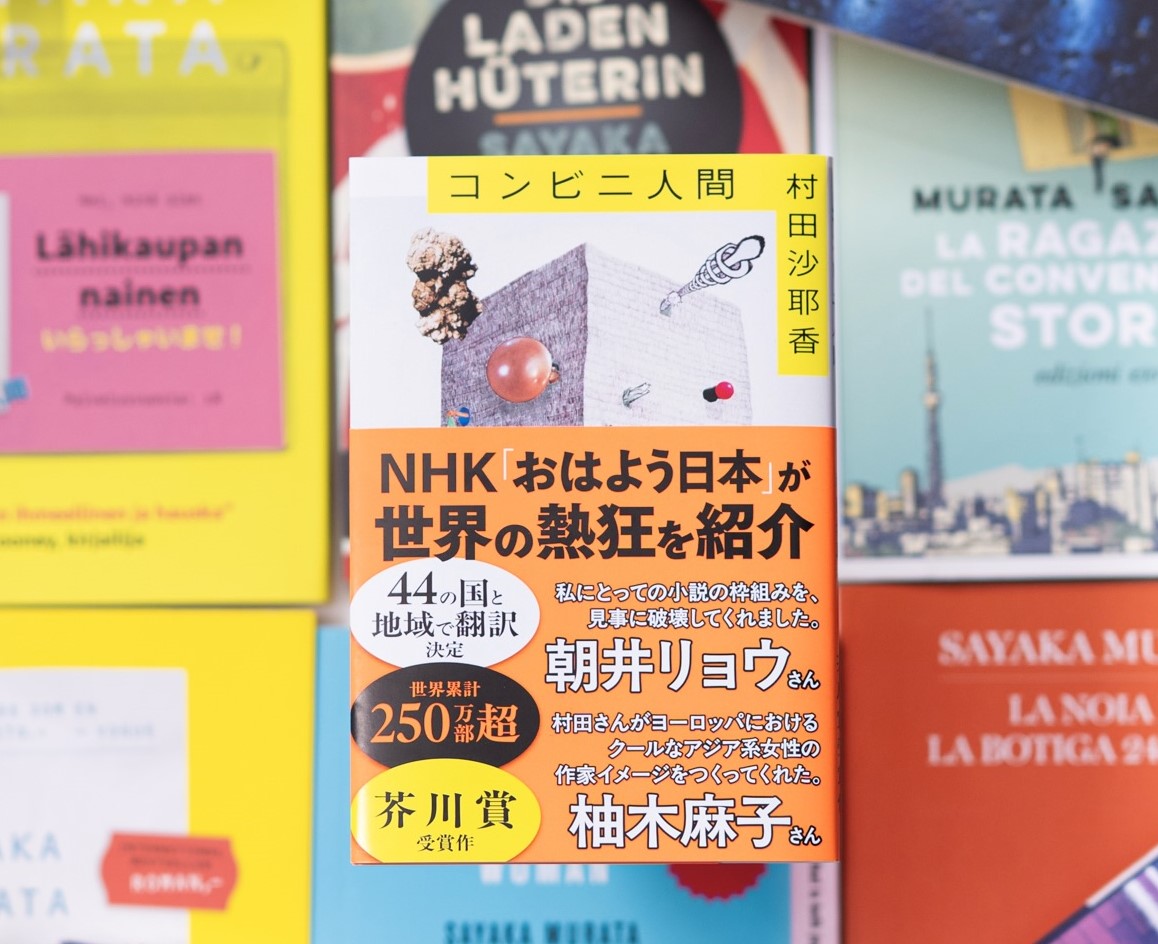 RATA
LADEN
HÜTERIN
SAYAKA
Lähikaupan
nainen
いらっしゃいませ!
MURATA SA
LA RAGAZ
DEL CONVEN
STOR
コンビニ人間
村田沙耶香
NHK「おはよう日本」が
世界の熱狂を紹介
44の国と
地域で翻訳
決定
世界累計
250万部超
芥川賞
受賞作
私にとっての小説の枠組みを、
見事に破壊してくれました。
朝井リョウさん
村田さんがヨーロッパにおける
クールなアジア系女性の
作家イメージをつくってくれた。
柚木麻子さん
SAYAKA MU
LA NOIA
LA BOTIGA 24
AKA
ATA
ROMAN
WOMAN
SAYAKA MURATA